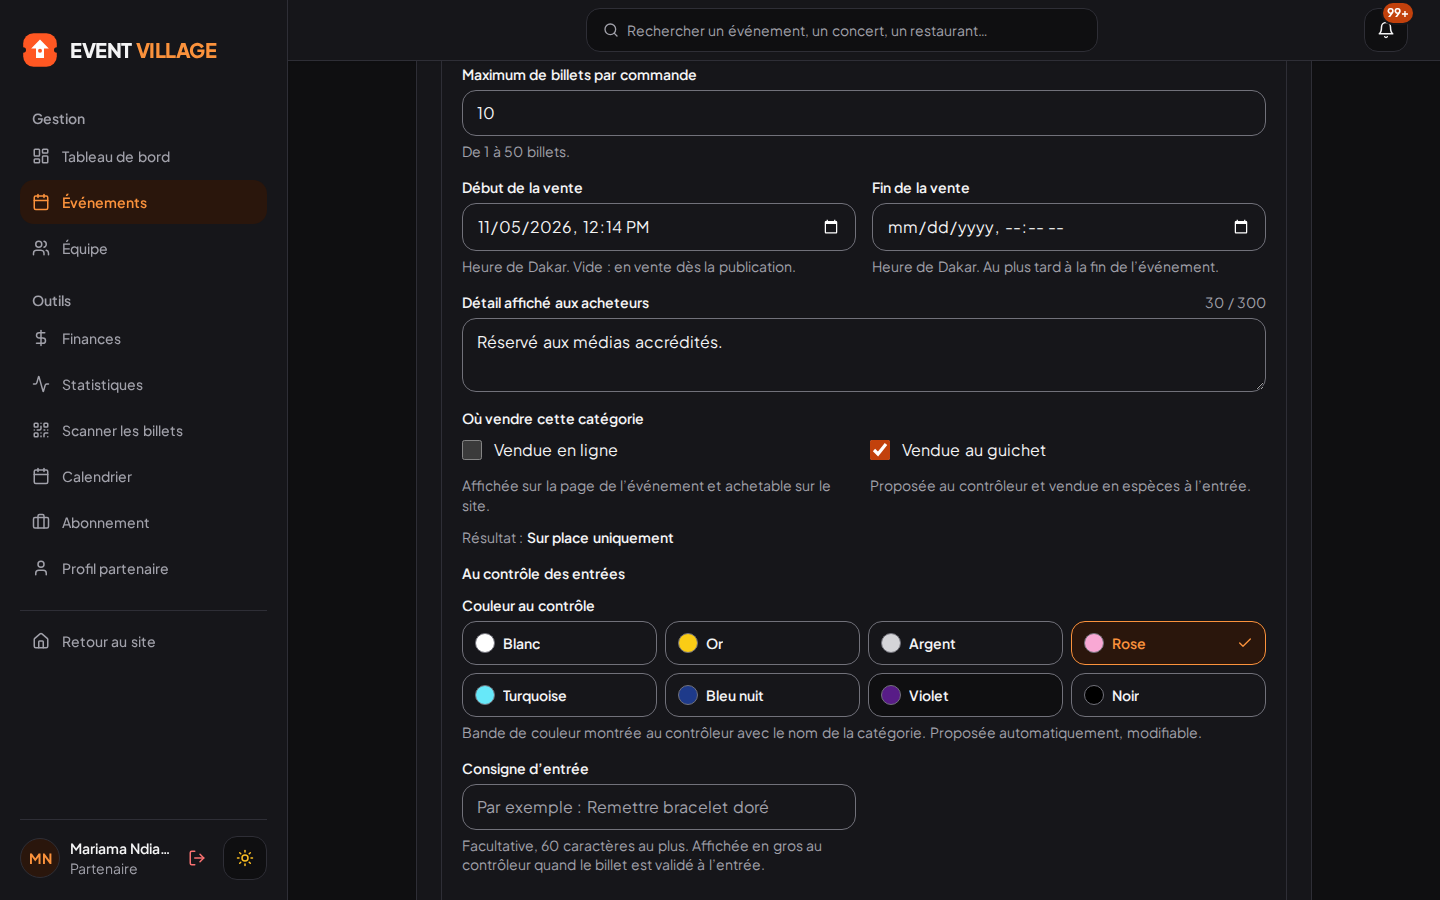 EVENT VILLAGE
Rechercher un événement, un concert, un restaurant...
99+
Gestion
Tableau de bord
Événements
Équipe
Outils
Finances
Statistiques
Scanner les billets
Calendrier
Abonnement
Profil partenaire
Retour au site
MN
Mariama Ndia...
Partenaire
Maximum de billets par commande
10
De 1 à 50 billets.
Début de la vente
Fin de la vente
11/05/2026, 12:14 PM
mm/dd/yyyy, --:-- --
Heure de Dakar. Vide : en vente dès la publication.
Heure de Dakar. Au plus tard à la fin de l'événement.
Détail affiché aux acheteurs
30 / 300
Réservé aux médias accrédités.
Où vendre cette catégorie
Vendue en ligne
Vendue au guichet
Affichée sur la page de l'événement et achetable sur le
site.
Proposée au contrôleur et vendue en espèces à l'entrée.
Résultat : Sur place uniquement
Au contrôle des entrées
Couleur au contrôle
Blanc
Or
Argent
Rose
Turquoise
Bleu nuit
Violet
Noir
Bande de couleur montrée au contrôleur avec le nom de la catégorie. Proposée automatiquement, modifiable.
Consigne d'entrée
Par exemple : Remettre bracelet doré
Facultative, 60 caractères au plus. Affichée en gros au
contrôleur quand le billet est validé à l'entrée.